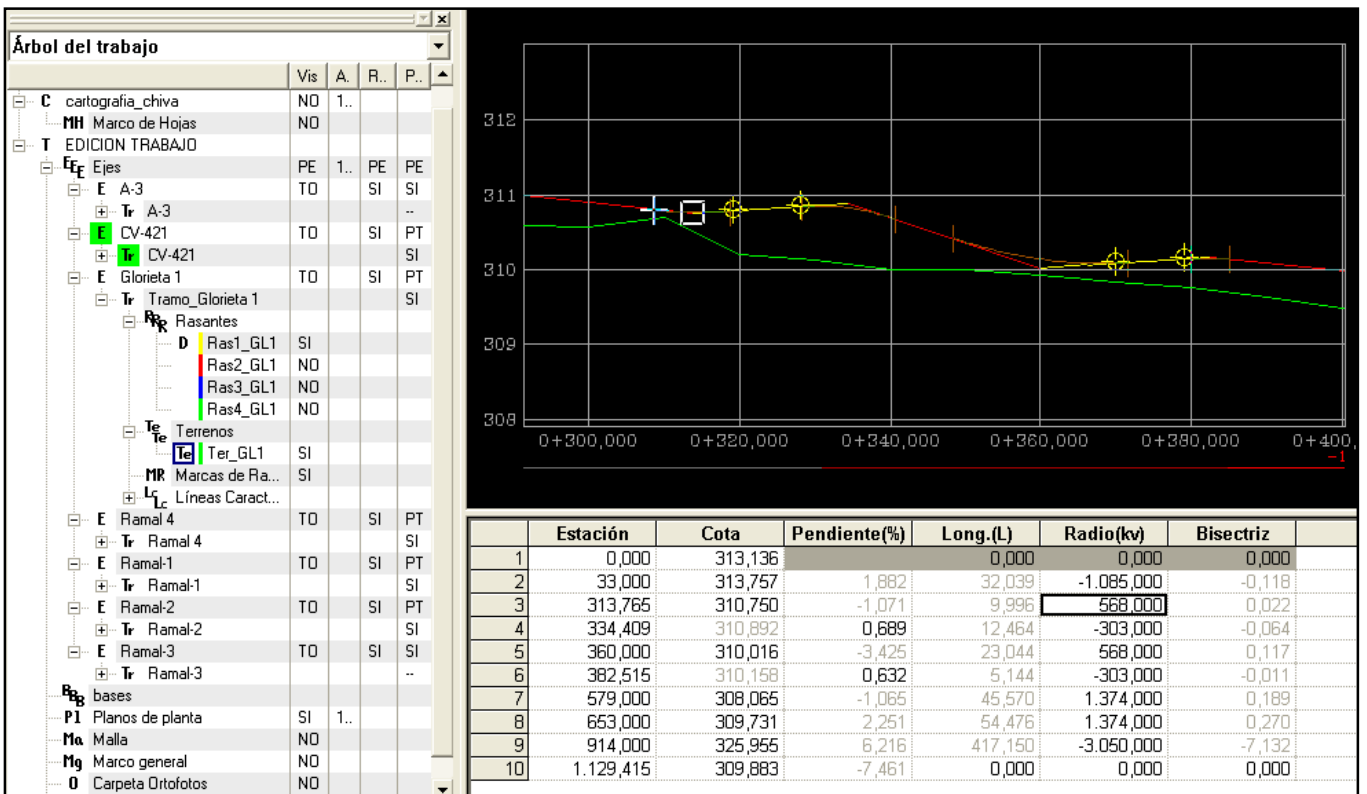 Árbol del trabajo
Vis A. R.. P..
C cartografia_chiva NO 1..
MH Marco de Hojas NO
T EDICION TRABAJO
EEE Ejes PE 1.. PE PE
E A-3 TO SI SI
Tr A-3 --
E CV-421 TO SI PT
Tr CV-421 SI
E Glorieta 1 TO SI PT
Tr Tramo_Glorieta 1 SI
RRR Rasantes
D Ras1_GL1 SI
Ras2_GL1 NO
Ras3_GL1 NO
Ras4_GL1 NO
TeTe Terrenos
Te Ter_GL1 SI
MR Marcas de Ra... SI
LcLc Líneas Caract...
E Ramal 4 TO SI PT
Tr Ramal 4 SI
E Ramal-1 TO SI PT
Tr Ramal-1 SI
E Ramal-2 TO SI PT
Tr Ramal-2 SI
E Ramal-3 TO SI SI
Tr Ramal-3 --
BBB bases
Pl Planos de planta SI 1..
Ma Malla NO
Mg Marco general NO
O Carpeta Ortofotos NO
312
311
310
309
308
0+300,000 0+320,000 0+340,000 0+360,000 0+380,000 0+400,
-1
Estación Cota Pendiente(%) Long.(L) Radio(kv) Bisectriz
1 0,000 313,136 0,000 0,000 0,000
2 33,000 313,757 1,882 32,039 -1.085,000 -0,118
3 313,765 310,750 -1,071 9,996 568,000 0,022
4 334,409 310,892 0,689 12,464 -303,000 -0,064
5 360,000 310,016 -3,425 23,044 568,000 0,117
6 382,515 310,158 0,632 5,144 -303,000 -0,011
7 579,000 308,065 -1,065 45,570 1.374,000 0,189
8 653,000 309,731 2,251 54,476 1.374,000 0,270
9 914,000 325,955 6,216 417,150 -3.050,000 -7,132
10 1.129,415 309,883 -7,461 0,000 0,000 0,000